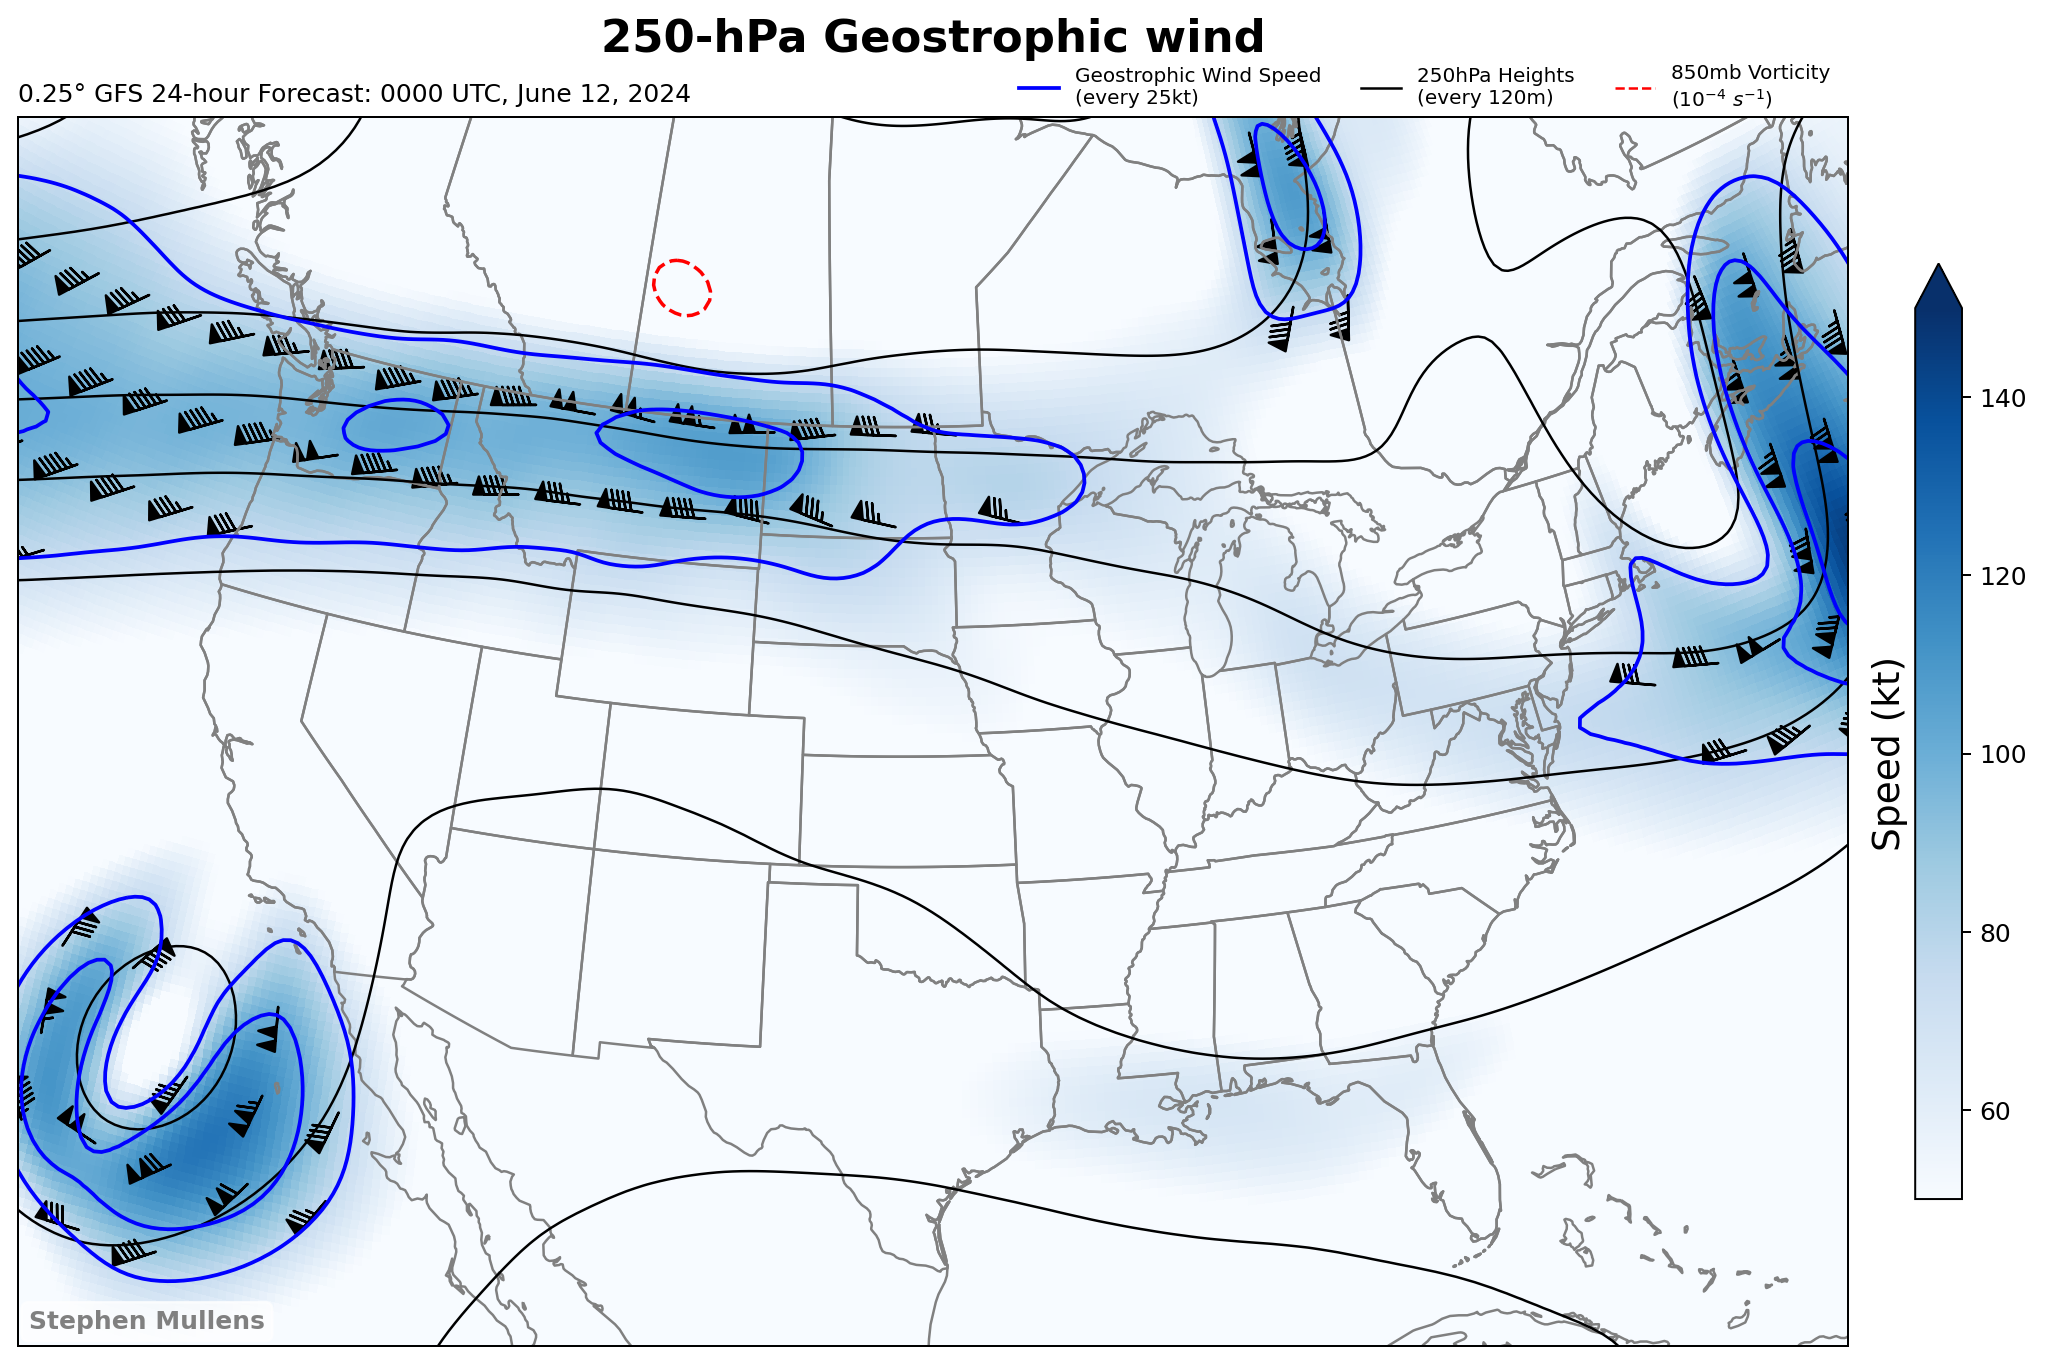 250-hPa Geostrophic wind
0.25° GFS 24-hour Forecast: 0000 UTC, June 12, 2024
Geostrophic Wind Speed
(every 25kt)
250hPa Heights
(every 120m)
850mb Vorticity
(10⁻⁴ s⁻¹)
140
120
100
80
60
Speed (kt)
Stephen Mullens